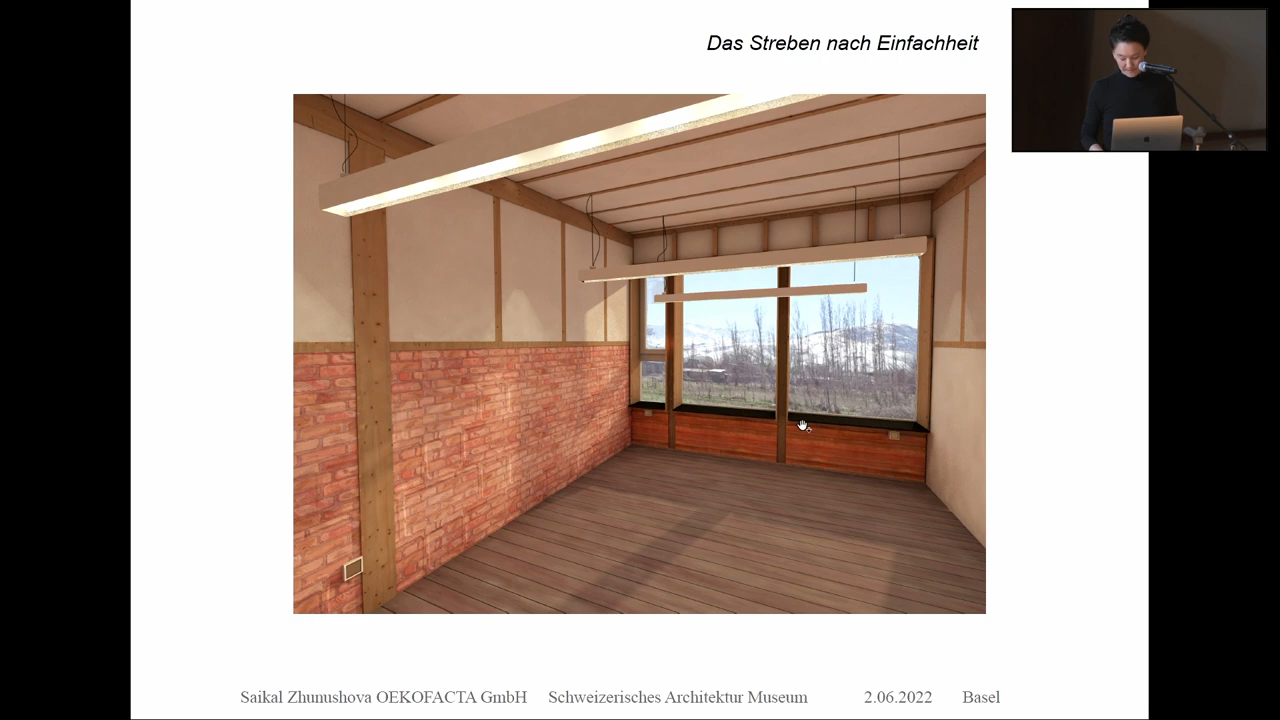 Das Streben nach Einfachheit
Saikal Zhunushova OEKOFACTA GmbH Schweizerisches Architektur Museum 2.06.2022 Basel